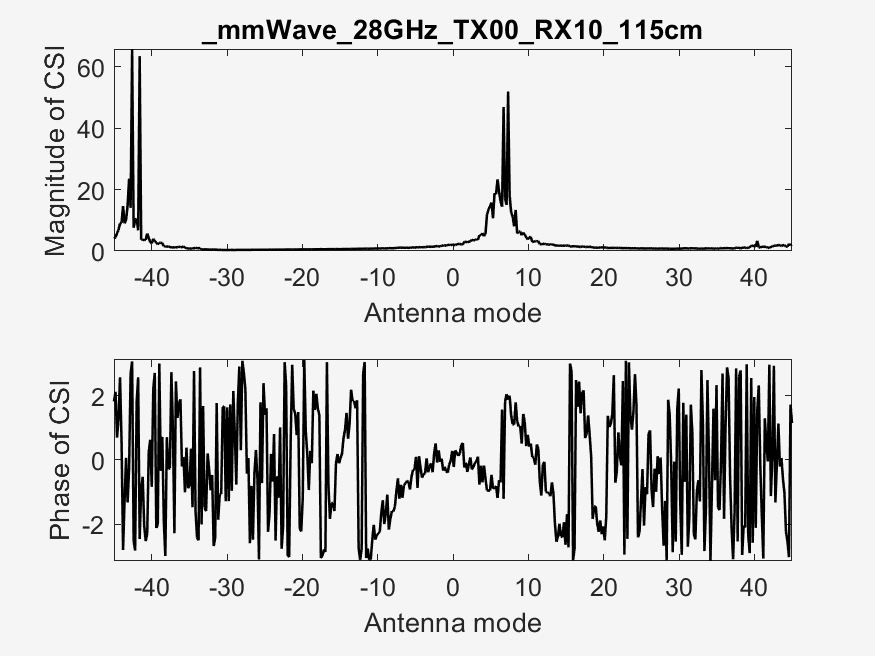 _mmWave_28GHz_TX00_RX10_115cm
Magnitude of CSI
60
40
20
0
-40 -30 -20 -10 0 10 20 30 40
Antenna mode
Phase of CSI
2
0
-2
-40 -30 -20 -10 0 10 20 30 40
Antenna mode